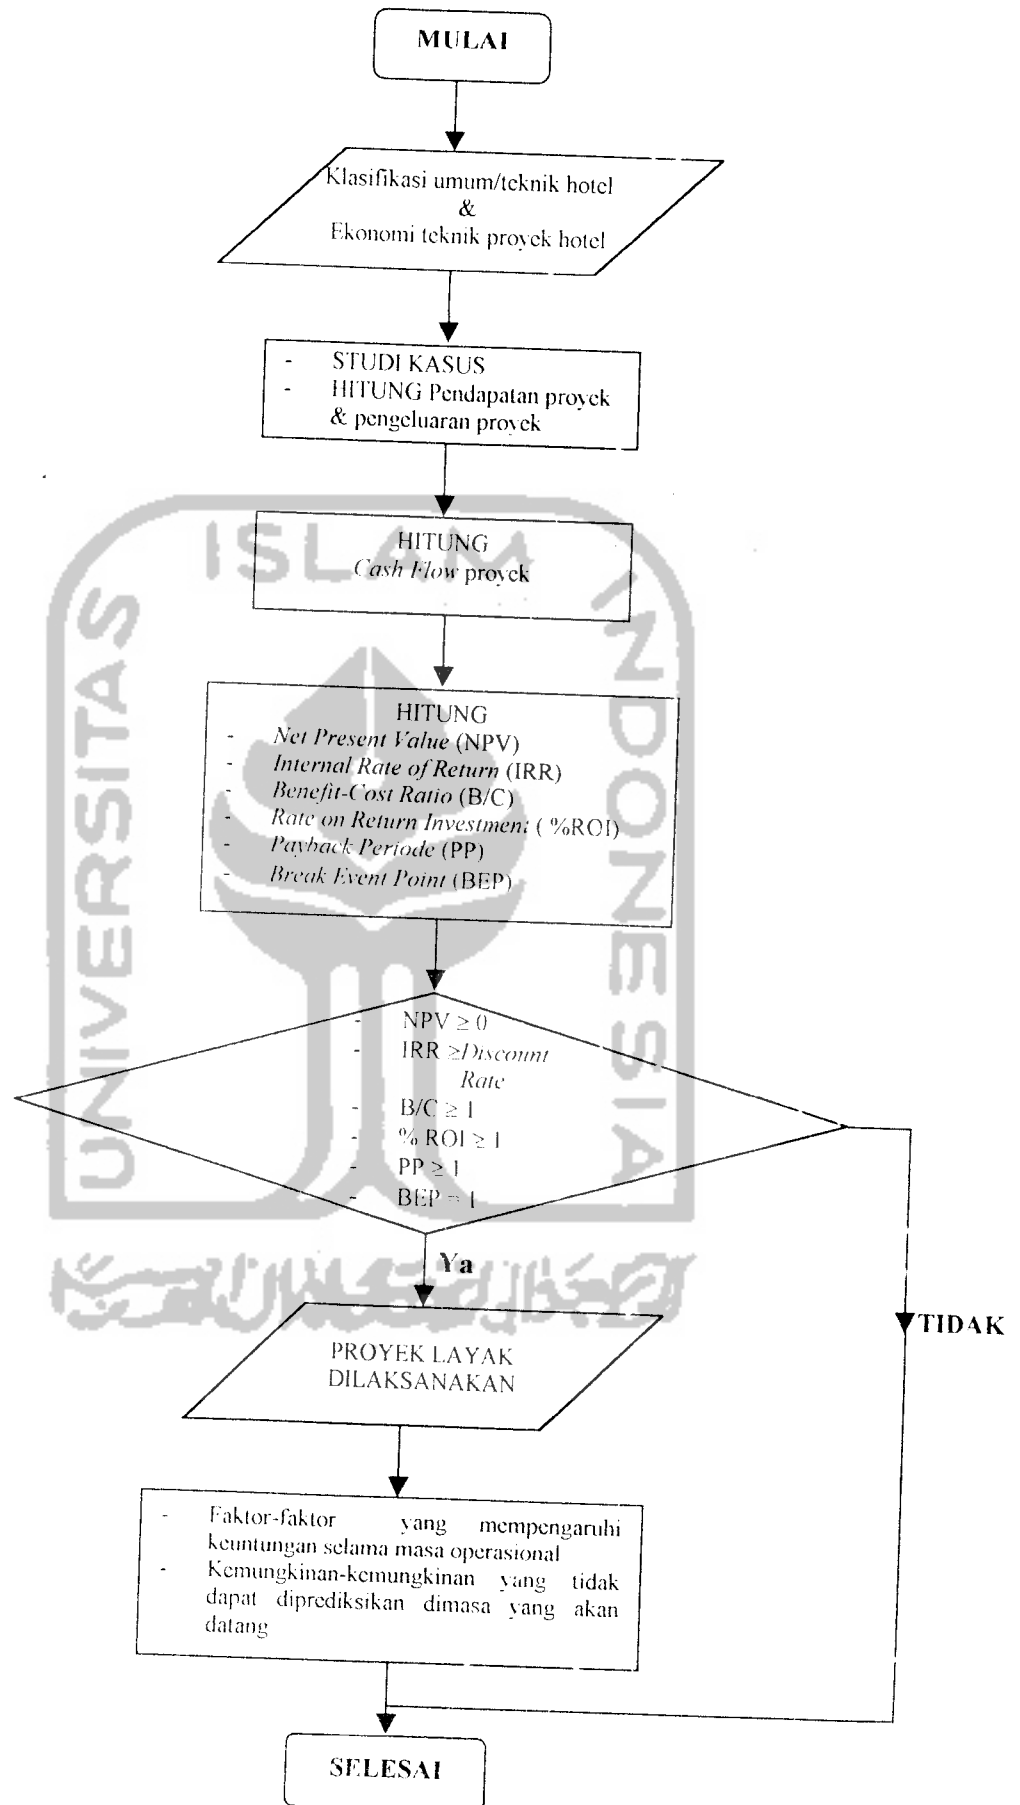 MULAI
Klasifikasi umum/teknik hotel
&
Ekonomi teknik proyek hotel
- STUDI KASUS
- HITUNG Pendapatan proyek
& pengeluaran proyek
HITUNG
Cash Flow proyek
HITUNG
- Net Present Value (NPV)
- Internal Rate of Return (IRR)
- Benefit-Cost Ratio (B/C)
- Rate on Return Investment ( %ROI)
- Payback Periode (PP)
- Break Event Point (BEP)
- NPV ≥ 0
- IRR ≥Discount
Rate
- B/C ≥ 1
- % ROI ≥ 1
- PP ≥ 1
- BEP = 1
Ya
TIDAK
PROYEK LAYAK
DILAKSANAKAN
- Faktor-faktor yang mempengaruhi
keuntungan selama masa operasional
- Kemungkinan-kemungkinan yang tidak
dapat diprediksikan dimasa yang akan
datang
SELESAI
UNIVERSITAS
ISLAM
INDONESIA